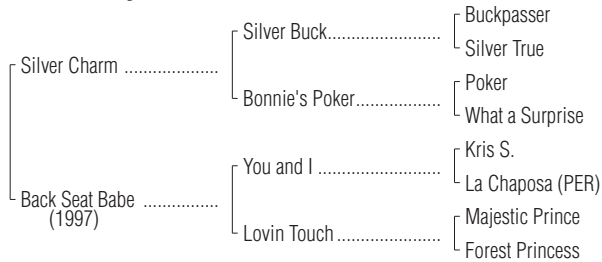 Buckpasser
Silver Buck....................
Silver True
Silver Charm ....................
Poker
Bonnie's Poker..................
What a Surprise
Kris S.
You and I .......................
La Chaposa (PER)
Back Seat Babe ................
(1997)
Majestic Prince
Lovin Touch......................
Forest Princess